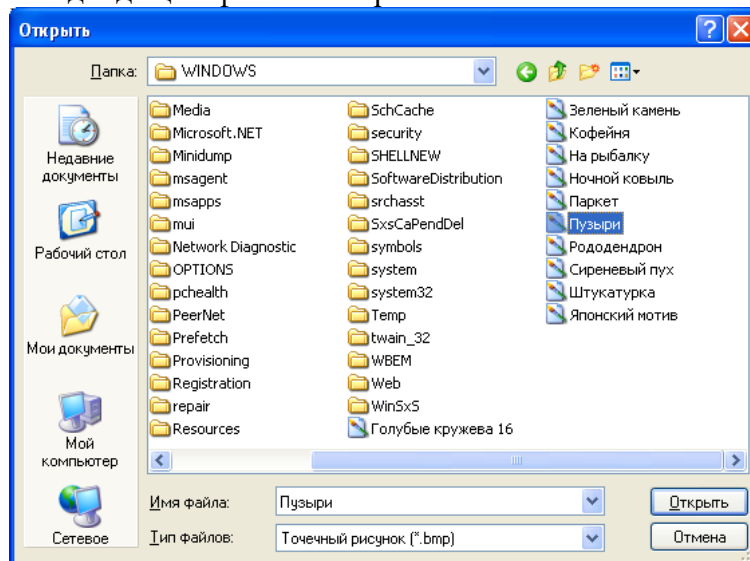 Открыть
Папка: WINDOWS
Недавние документы
Рабочий стол
Мои документы
Мой компьютер
Сетевое
Media
Microsoft.NET
Minidump
msagent
msapps
mui
Network Diagnostic
OPTIONS
pchealth
PeerNet
Prefetch
Provisioning
Registration
repair
Resources
SchCache
security
SHELLNEW
SoftwareDistribution
srchasst
SxsCaPendDel
symbols
system
system32
Temp
twain_32
WBEM
Web
WinSxS
Голубые кружева 16
Зеленый камень
Кофейня
На рыбалку
Ночной ковыль
Паркет
Пузыри
Рододендрон
Сиреневый пух
Штукатурка
Японский мотив
Имя файла: Пузыри
Открыть
Тип файлов: Точечный рисунок (*.bmp)
Отмена